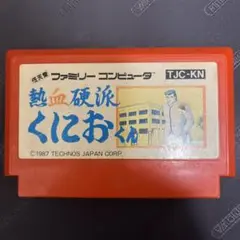 任天堂 ファミリーコンピュータ TJC-KN
熱血硬派
くにおくん
©1987 TECHNOS JAPAN CORP.